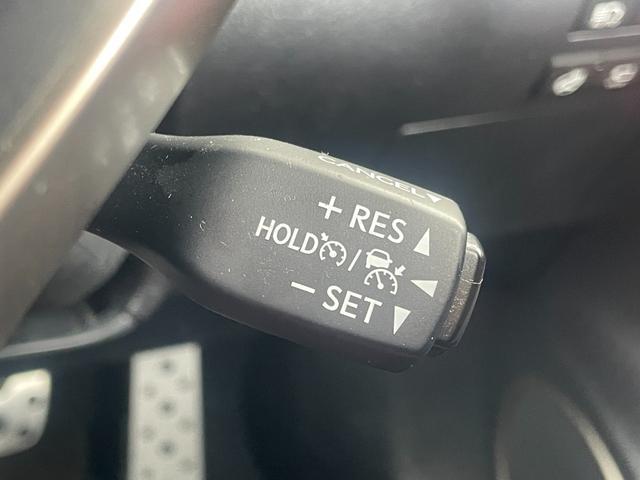 CANCEL
+ RES
HOLD /
− SET